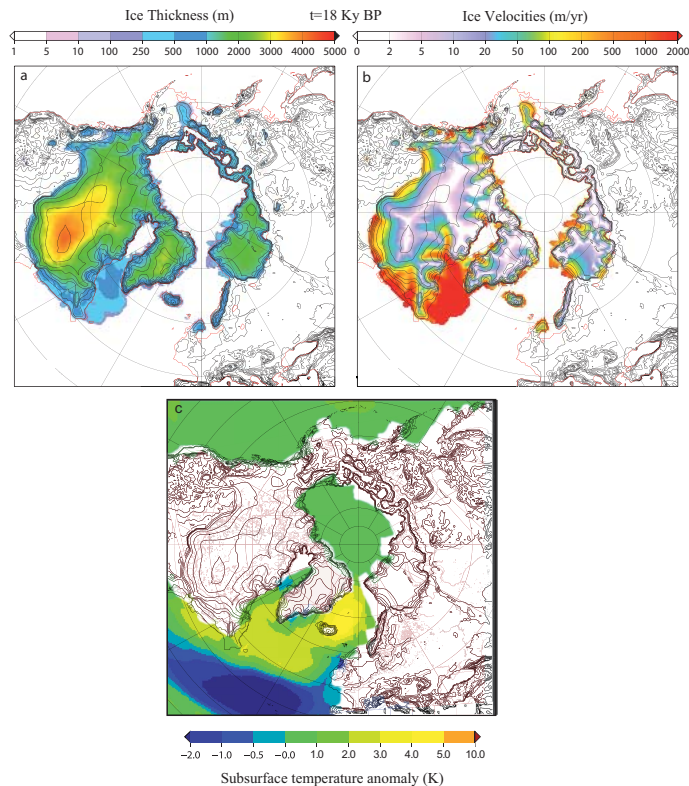 Ice Thickness (m) t=18 Ky BP Ice Velocities (m/yr)
1 5 10 100 250 500 1000 2000 3000 4000 5000
0 2 5 10 20 50 100 200 500 1000 2000
a
b
c
−2.0 −1.0 −0.5 −0.0 1.0 2.0 3.0 4.0 5.0 10.0
Subsurface temperature anomaly (K)